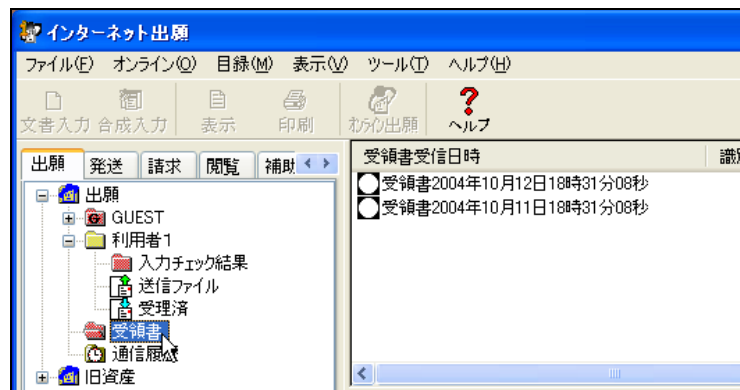 インターネット出願
ファイル(F) オンライン(O) 目録(M) 表示(V) ツール(T) ヘルプ(H)
文書入力 合成入力 表示 印刷 オンライン出願 ヘルプ
出願 発送 請求 閲覧 補助
受領書受信日時
受領書2004年10月12日18時31分08秒
受領書2004年10月11日18時31分08秒
出願
GUEST
利用者1
入力チェック結果
送信ファイル
受理済
受領書
通信履歴
旧資産